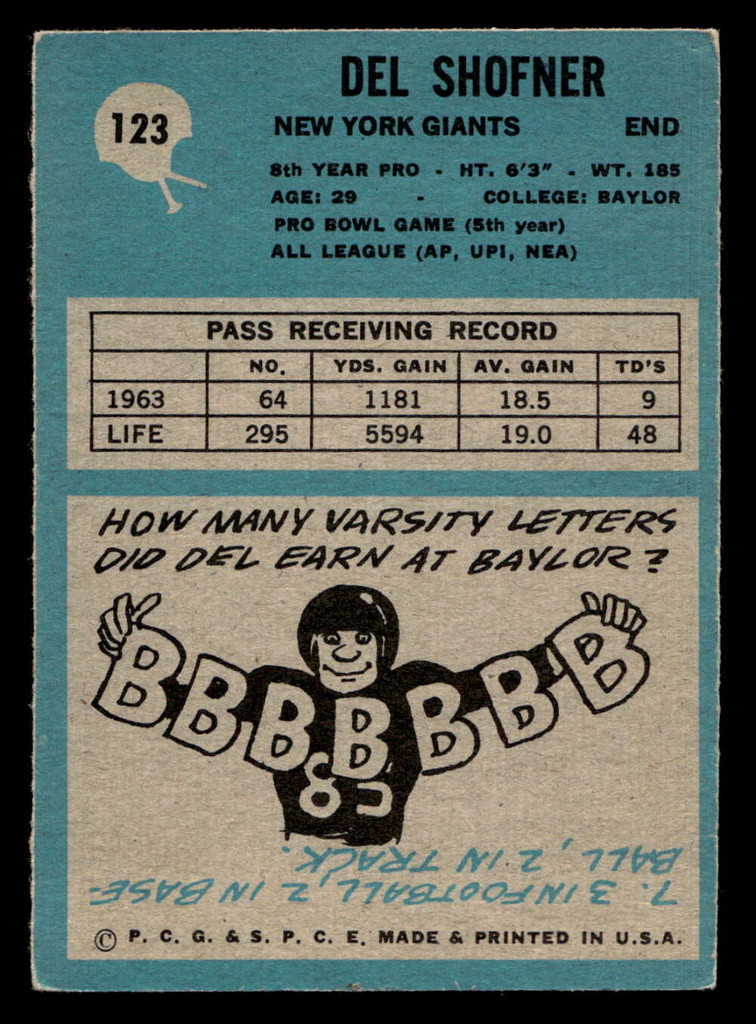 123
DEL SHOFNER
NEW YORK GIANTS END
8th YEAR PRO - HT. 6'3" - WT. 185
AGE: 29 - COLLEGE: BAYLOR
PRO BOWL GAME (5th year)
ALL LEAGUE (AP, UPI, NEA)
PASS RECEIVING RECORD
NO. YDS. GAIN AV. GAIN TD'S
1963 64 1181 18.5 9
LIFE 295 5594 19.0 48
HOW MANY VARSITY LETTERS
DID DEL EARN AT BAYLOR?
B B B B B B B
85
7. 3 IN FOOTBALL, 2 IN BASE-
BALL, 2 IN TRACK.
© P. C. G. & S. P. C. E. MADE & PRINTED IN U.S.A.